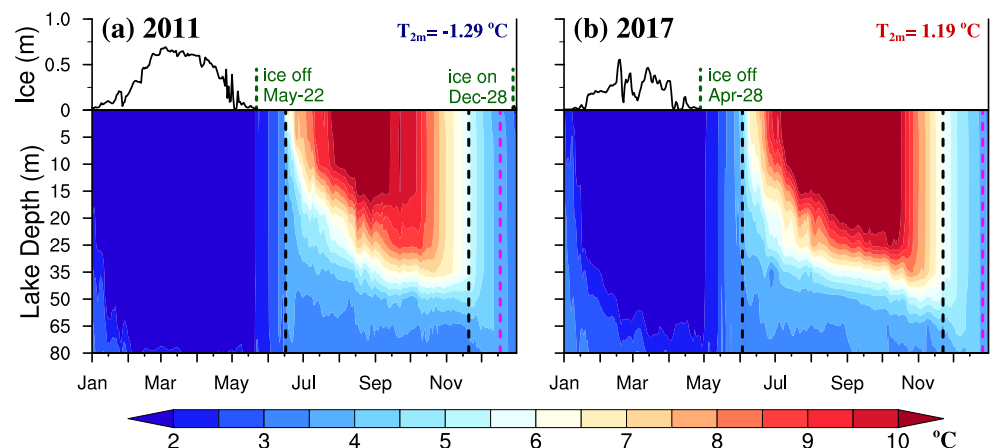 (a) 2011
T2m= -1.29 °C
(b) 2017
T2m= 1.19 °C
Ice (m)
1.0
0.5
0
ice off
May-22
ice on
Dec-28
ice off
Apr-28
Lake Depth (m)
5
10
15
20
25
35
50
65
80
Jan Mar May Jul Sep Nov
Jan Mar May Jul Sep Nov
2 3 4 5 6 7 8 9 10 °C